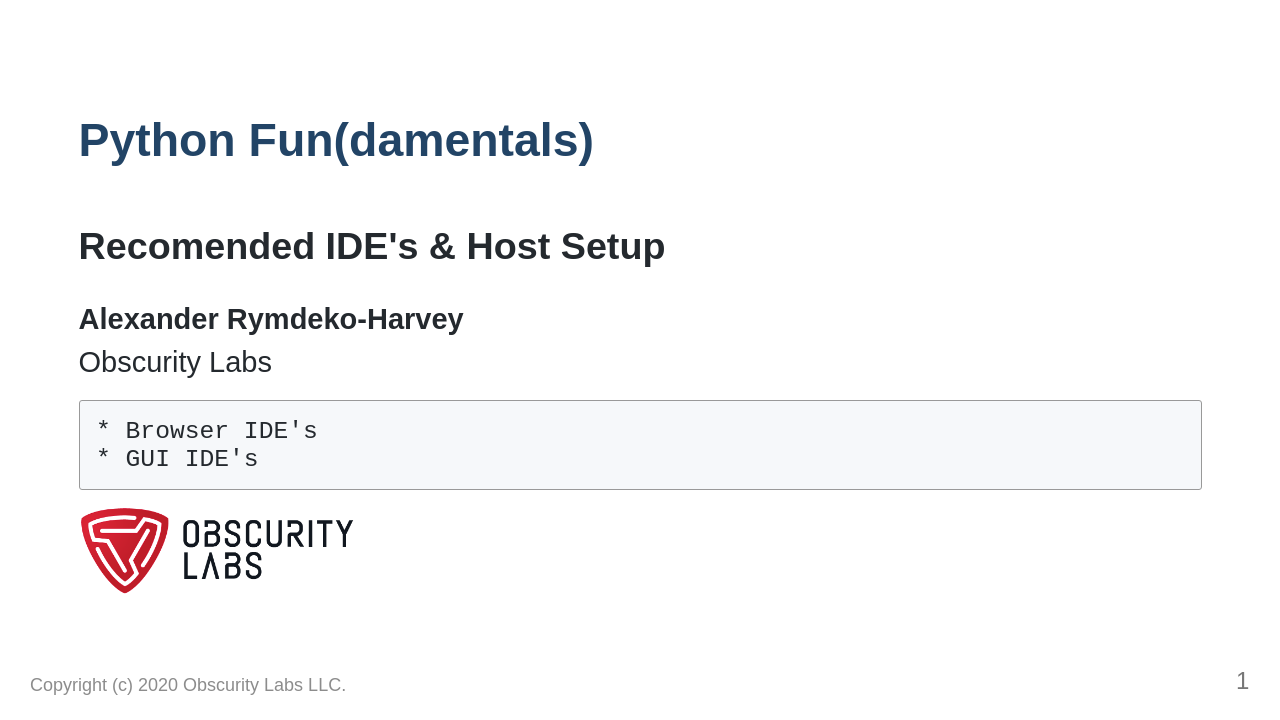 Python Fun(damentals)
Recomended IDE's & Host Setup
Alexander Rymdeko-Harvey
Obscurity Labs
* Browser IDE's
* GUI IDE's
OBSCURITY
LABS
Copyright (c) 2020 Obscurity Labs LLC.
1